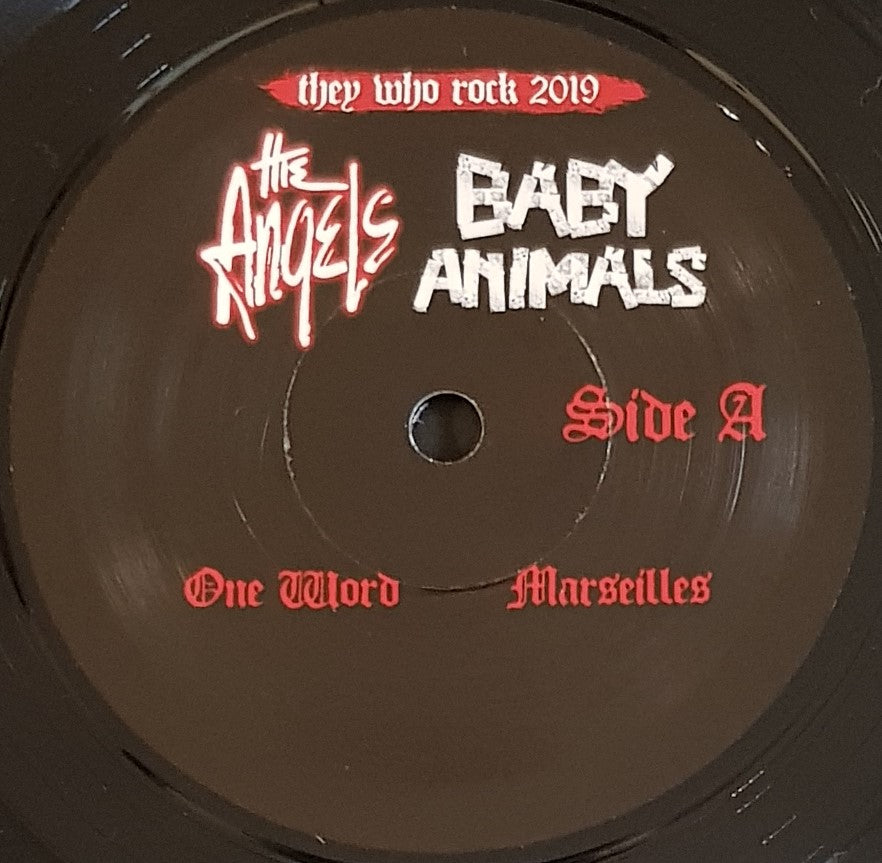 they who rock 2019
The Angels
BABY ANIMALS
Side A
One Word Marseilles